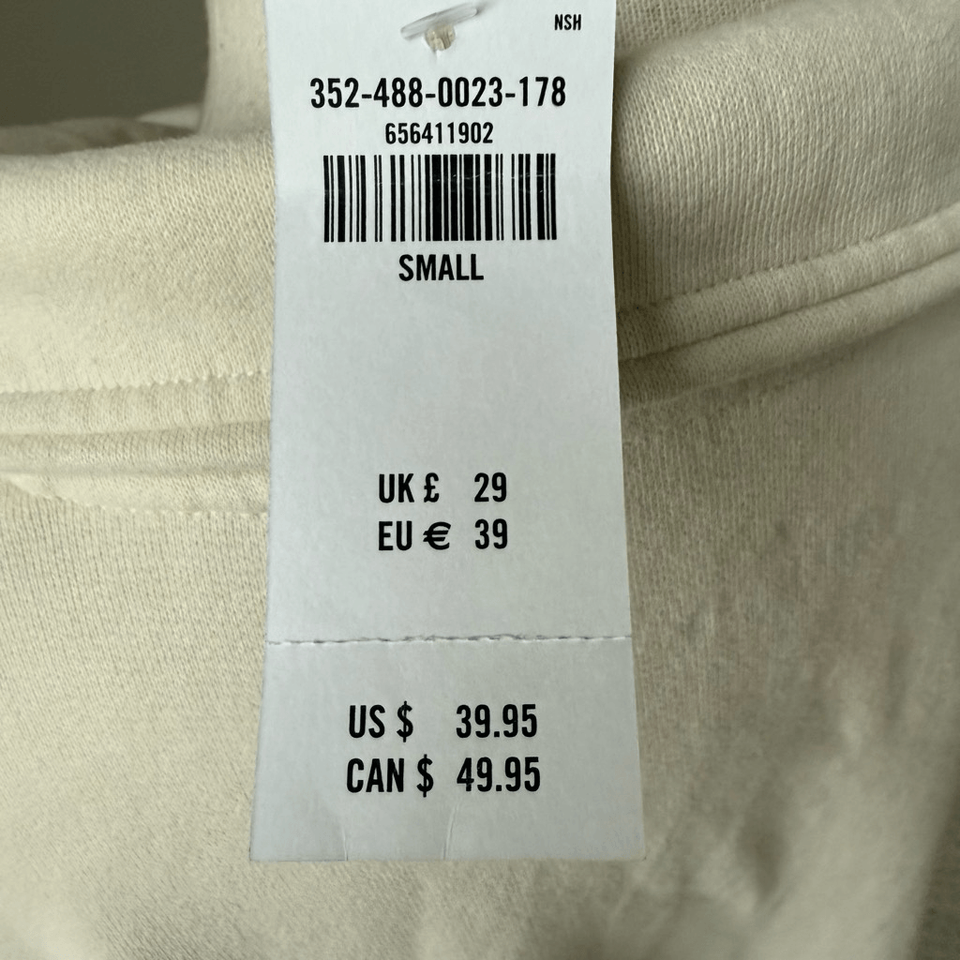 NSH
352-488-0023-178
656411902
SMALL
UK £ 29
EU € 39
US $ 39.95
CAN $ 49.95